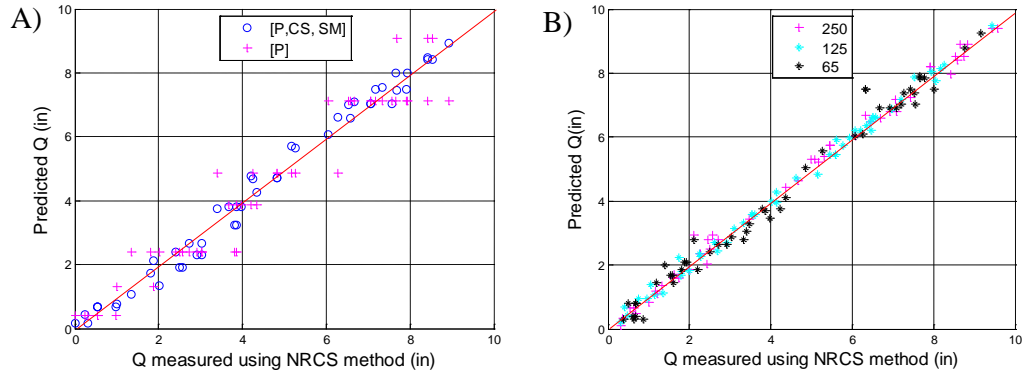 A)
[P,CS, SM]
[P]
Predicted Q (in)
10
8
6
4
2
0
0 2 4 6 8 10
Q measured using NRCS method (in)
B)
250
125
65
Predicted Q(in)
10
8
6
4
2
0
0 2 4 6 8 10
Q measured using NRCS method (in)